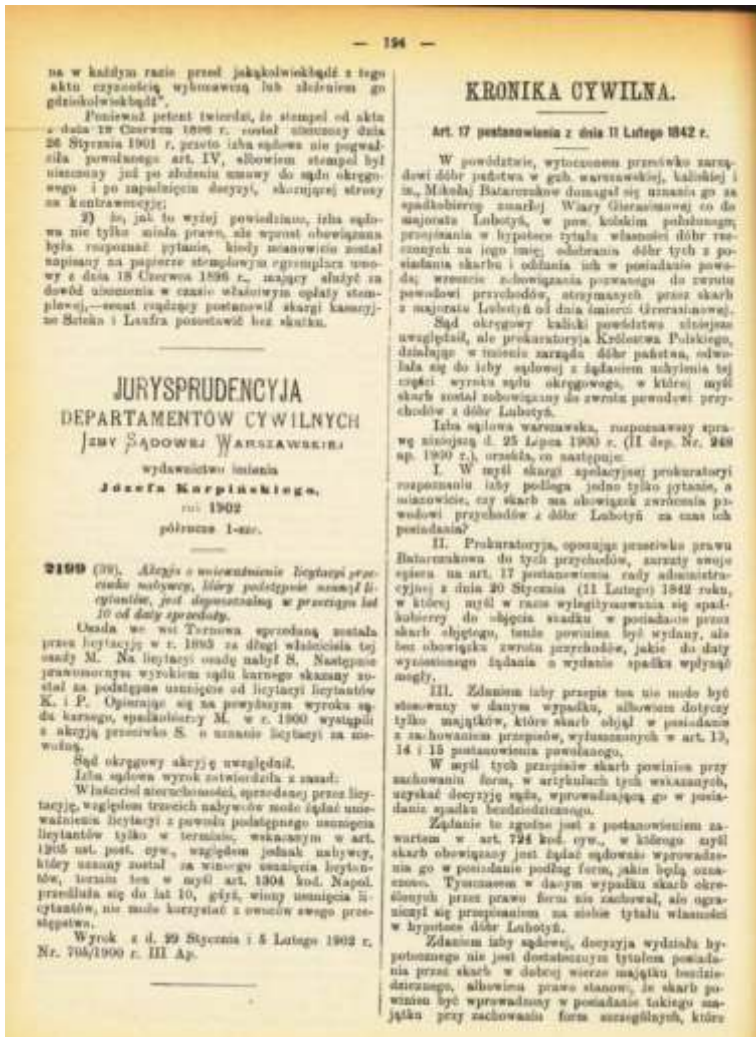 — 194 —
na w każdym razie przed jakąkolwiekbądź z tego
aktu czynnością wykonawczą lub złożeniem go
gdziekolwiekbądź".
Ponieważ petent twierdzi, że stempel od aktu
z data 18 Czerwca 1896 r. został uiszczony dnia
26 Stycznia 1901 r. przeto izba sądowa nie pogwał-
ciła powołanego art. IV, albowiem stempel był
uiszczony już po złożeniu umowy do sądu okręgo-
wego i po zapadnięciu decyzyi, skazującej strony
za kontrawencyję;
2) że, jak to wyżej powiedziano, izba sądo-
wa nie tylko miała prawo, ale wprost obowiązana
była rozpoznać pytanie, kiedy mianowicie został
napisany na papierze stemplowym egzemplarz umo-
wy z dnia 18 Czerwca 1896 r., mający służyć za
dowód uiszczenia w czasie właściwym opłaty stem-
plowej,—senat rządzący postanowił skargi kasacyj-
ne Szteka i Laufra pozostawić bez skutku.
JURYSPRUDENCYJA
DEPARTAMENTÓW CYWILNYCH
IZBY SĄDOWEJ WARSZAWSKIEJ
wydawnictwo imienia
Józefa Karpińskiego,
rok 1902
półrocze 1-sze.
2199 (39). Akcyja o unieważnienie licytacyi prze-
ciwko nabywcy, który podstępnie usunął li-
cytantów, jest dopuszczalną w przeciągu lat
10 od daty sprzedaży.
Osada we wsi Tarnowa sprzedaną została
przez licytacyję w r. 1895 za długi właściciela tej
osady M. Na licytacyi osadę nabył S. Następnie
prawomocnym wyrokiem sądu karnego skazany zo-
stał za podstępne usunięcie od licytacyi licytantów
K. i P. Opierając się na powyższym wyroku są-
du karnego, spadkobiercy M. w r. 1900 wystąpili
z akcyją przeciwko S. o uznanie licytacyi za nie-
ważną.
Sąd okręgowy akcyję uwzględnił.
Izba sądowa wyrok zatwierdziła z zasad:
Właściciel nieruchomości, sprzedanej przez licy-
tacyję, względem trzecich nabywców może żądać unie-
ważnienia licytacyi z powodu podstępnego usunięcia
licytantów tylko w terminie, wskazanym w art.
1205 ust. post. cyw., względem jednak nabywcy,
który uznany został za winnego usunięcia licytan-
tów, termin ten w myśl art. 1304 kod. Napol.
przedłuża się do lat 10, gdyż, winny usunięcia li-
cytantów, nie może korzystać z owoców swego prze-
stępstwa.
Wyrok z d. 29 Stycznia i 5 Lutego 1902 r.
Nr. 705/1900 r. III Ap.
KRONIKA CYWILNA.
Art. 17 postanowienia z dnia 11 Lutego 1842 r.
W powództwie, wytoczonem przeciwko zarzą-
dowi dóbr państwa w gub. warszawskiej, kaliskiej i
in., Mikołaj Batarczukow domagał się uznania go za
spadkobiercę zmarłej Wiary Gierasimowej co do
majoratu Lubotyń, w pow. kolskim położonego;
przepisania w hypotece tytułu własności dóbr rze-
czonych na jego imię; odebrania dóbr tych z po-
siadania skarbu i oddania ich w posiadanie powo-
da; wreszcie zobowiązania pozwanego do zwrotu
powodowi przychodów, otrzymanych przez skarb
z majoratu Lubotyń od dnia śmierci Gierasimowej.
Sąd okręgowy kaliski powództwo niniejsze
uwzględnił, ale prokuratoryja Królestwa Polskiego,
działając w imieniu zarządu dóbr państwa, odwo-
łała się do izby sądowej z żądaniem uchylenia tej
części wyroku sądu okręgowego, w której myśl
skarb został zobowiązany do zwrotu powodowi przy-
chodów z dóbr Lubotyń.
Izba sądowa warszawska, rozpoznawszy spra-
wę niniejszą d. 25 Lipca 1900 r. (II dep. Nr. 248
ap. 1900 r.), orzekła, co następuje:
I. W myśl skargi apelacyjnej prokuratoryi
rozpoznaniu izby podlega jedno tylko pytanie, a
mianowicie, czy skarb ma obowiązek zwrócenia po-
wodowi przychodów z dóbr Lubotyń za czas ich
posiadania?
II. Prokuratoryja, oponując przeciwko prawu
Batarczukowa do tych przychodów, zarzuty swoje
opiera na art. 17 postanowienia rady administra-
cyjnej z dnia 20 Stycznia (11 Lutego) 1842 roku,
w której myśl w razie wylegitymowania się spad-
kobiercy do objęcia spadku w posiadanie przez
skarb objętego, tenże powinien być wydany, ale
bez obowiązku zwrotu przychodów, jakie do daty
wyniesionego żądania o wydanie spadku wpłynąć
mogły.
III. Zdaniem izby przepis ten nie może być
stosowany w danym wypadku, albowiem dotyczy
tylko majątków, które skarb objął w posiadanie
z zachowaniem przepisów, wyłuszczonych w art. 13,
14 i 15 postanowienia powołanego.
W myśl tych przepisów skarb powinien przy
zachowaniu form, w artykułach tych wskazanych,
uzyskać decyzyję sądu, wprowadzającą go w posia-
danie spadku bezdziedzicznego.
Żądanie to zgodne jest z postanowieniem za-
wartem w art. 724 kod. cyw., w którego myśl
skarb obowiązany jest żądać sądownie wprowadze-
nia go w posiadanie podług form, jakie będą ozna-
czone. Tymczasem w danym wypadku skarb okre-
ślonych przez prawo form nie zachował, ale ogra-
niczył się przepisaniem na siebie tytułu własności
w hypotece dóbr Lubotyń.
Zdaniem izby sądowej, decyzyja wydziału hy-
potecznego nie jest dostatecznym tytułem posiada-
nia przez skarb w dobrej wierze majątku bezdzie-
dzicznego, albowiem prawo stanowi, że skarb po-
winien być wprowadzony w posiadanie takiego ma-
jątku przy zachowaniu form szczególnych, które